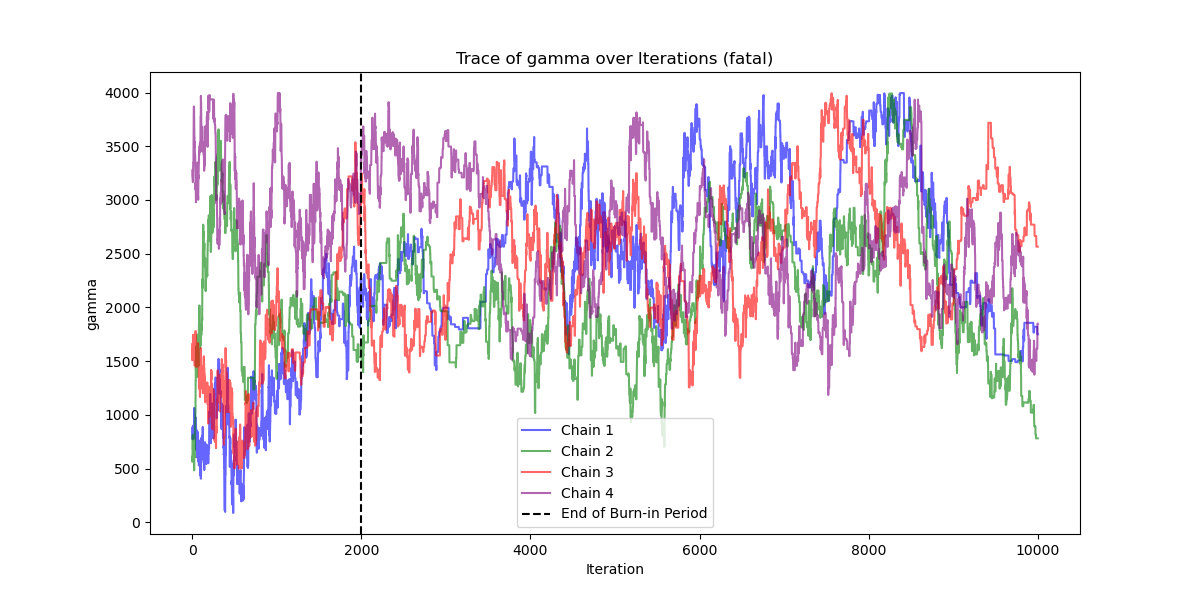 Trace of gamma over Iterations (fatal)
4000
3500
3000
2500
2000
1500
1000
500
0
gamma
Chain 1
Chain 2
Chain 3
Chain 4
End of Burn-in Period
0 2000 4000 6000 8000 10000
Iteration